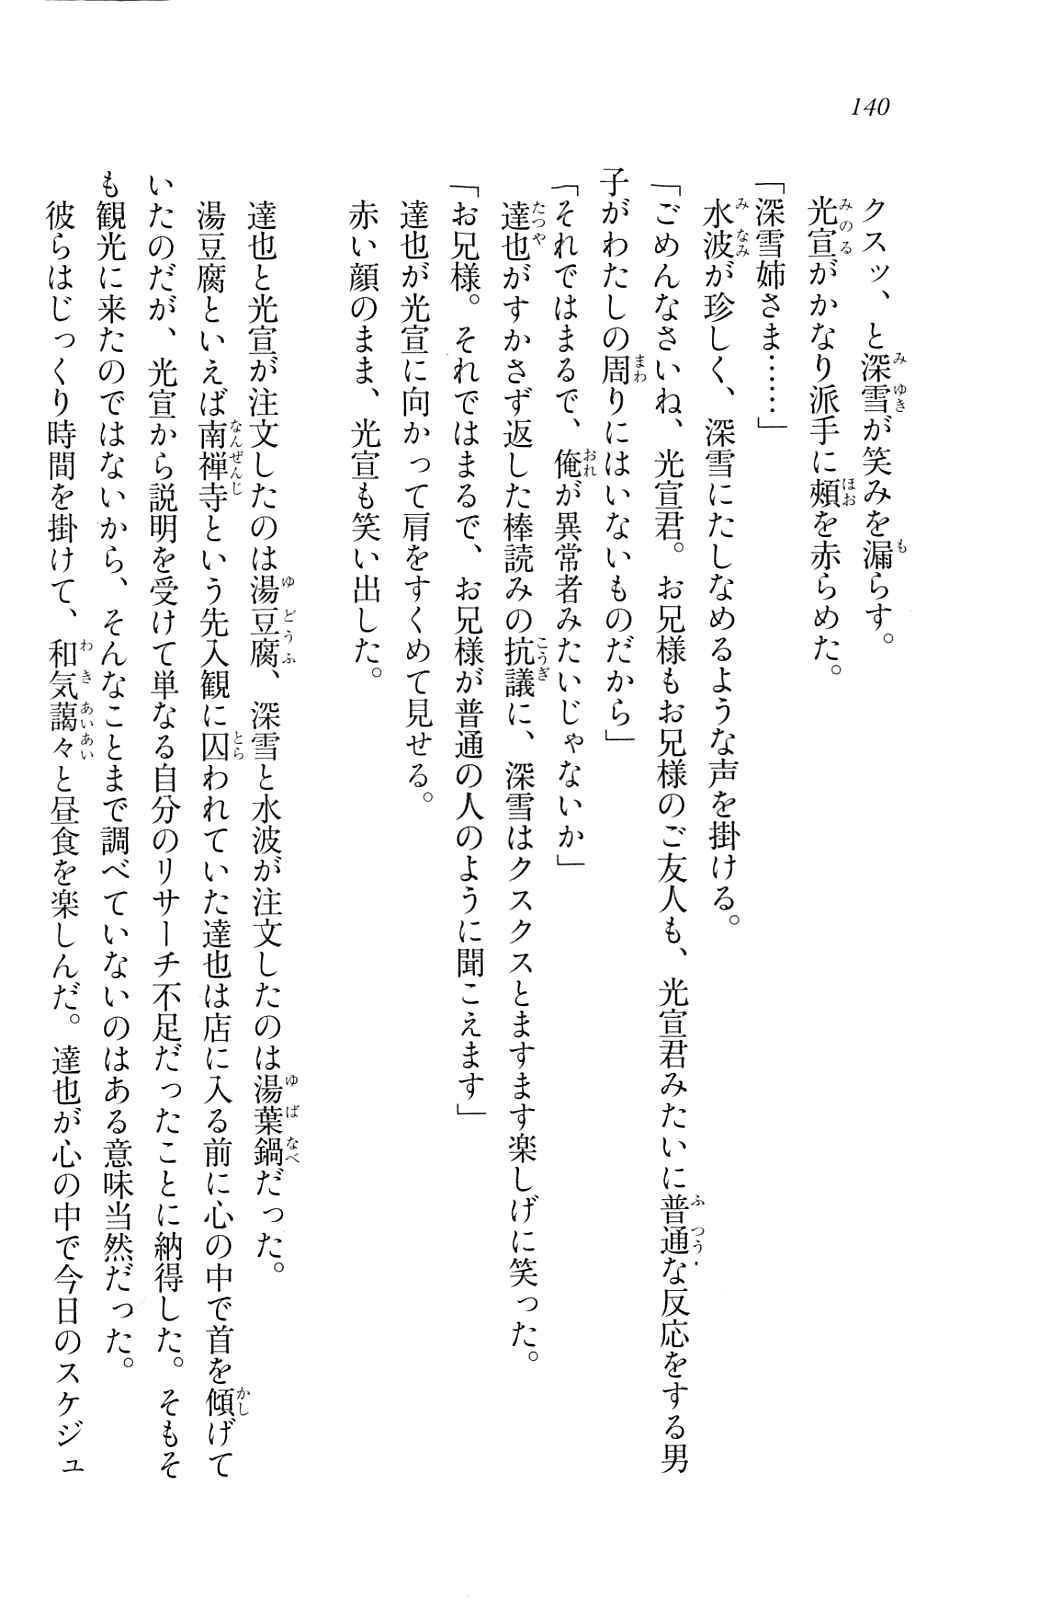 140
クスッ、と深雪が笑みを漏らす。
光宣がかなり派手に頰を赤らめた。
「深雪姉さま……」
水波が珍しく、深雪にたしなめるような声を掛ける。
「ごめんなさいね、光宣君。お兄様もお兄様のご友人も、光宣君みたいに普通な反応をする男
子がわたしの周りにはいないものだから」
「それではまるで、俺が異常者みたいじゃないか」
達也がすかさず返した棒読みの抗議に、深雪はクスクスとますます楽しげに笑った。
「お兄様。それではまるで、お兄様が普通の人のように聞こえます」
達也が光宣に向かって肩をすくめて見せる。
赤い顔のまま、光宣も笑い出した。
達也と光宣が注文したのは湯豆腐、深雪と水波が注文したのは湯葉鍋だった。
湯豆腐といえば南禅寺という先入観に囚われていた達也は店に入る前に心の中で首を傾げて
いたのだが、光宣から説明を受けて単なる自分のリサーチ不足だったことに納得した。そもそ
も観光に来たのではないから、そんなことまで調べていないのはある意味当然だった。
彼らはじっくり時間を掛けて、和気藹々と昼食を楽しんだ。達也が心の中で今日のスケジュ